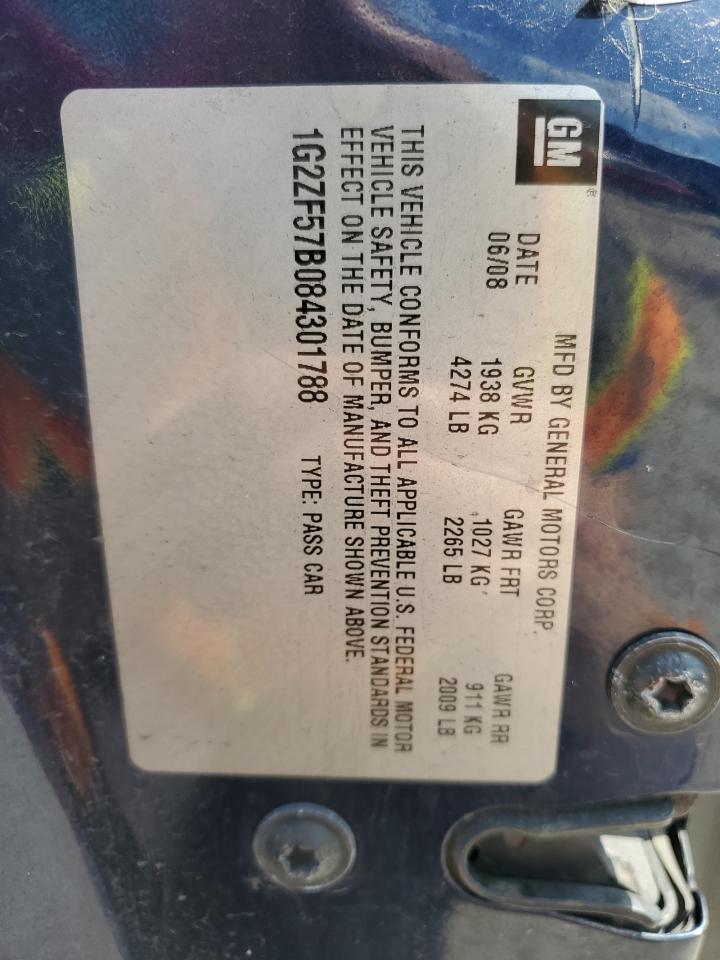 GM
MFD BY GENERAL MOTORS CORP.
DATE GVWR GAWR FRT GAWR RR
06/08 1938 KG 1027 KG 911 KG
4274 LB 2265 LB 2009 LB
THIS VEHICLE CONFORMS TO ALL APPLICABLE U.S. FEDERAL MOTOR
VEHICLE SAFETY, BUMPER, AND THEFT PREVENTION STANDARDS IN
EFFECT ON THE DATE OF MANUFACTURE SHOWN ABOVE.
1G2ZF57B084301788 TYPE: PASS CAR